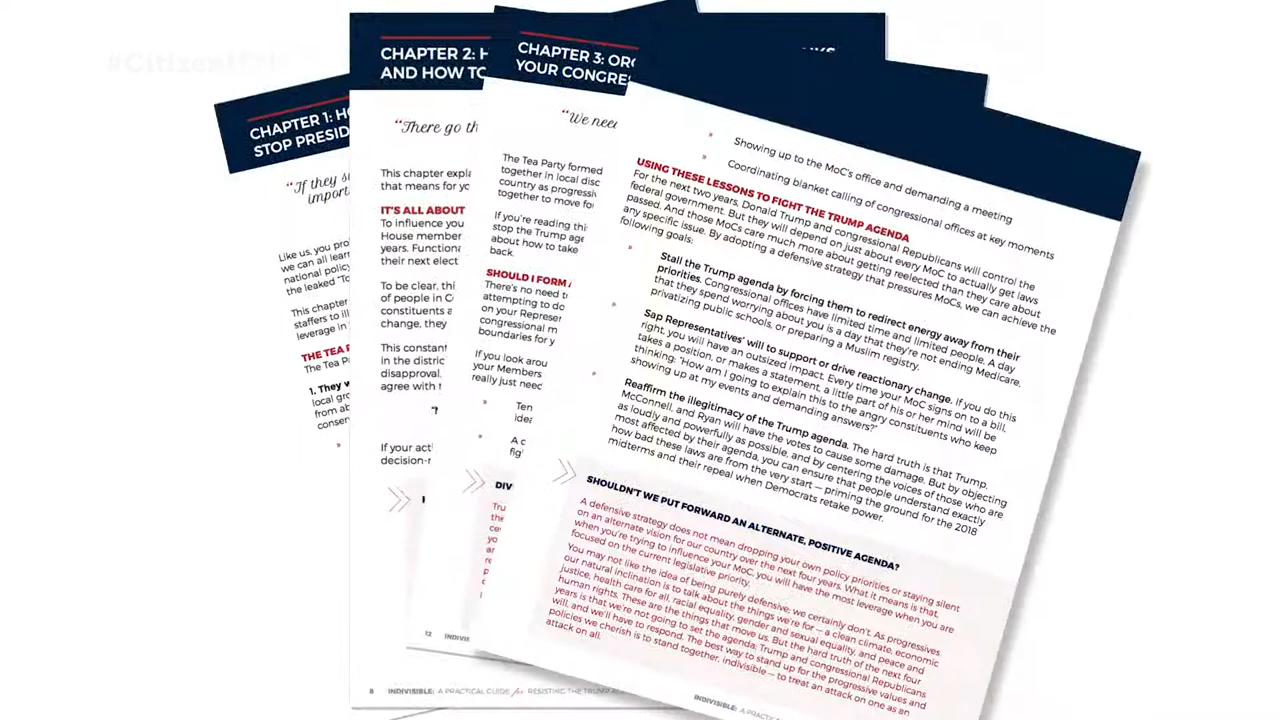 CHAPTER 1:
STOP PRESID
"If they
import
Like us, you pro
we can all learn
national policy
the leaked "To
This chapter
staffers to ill
leverage in
THE TEA
The Tea P
1. They w
local gro
from ab
conser
CHAPTER 2: H
AND HOW TO
"There go th
This chapter expla
that means for yo
IT'S ALL ABOUT
To influence you
House member
years. Functiona
their next elect
To be clear, thi
of people in Co
constituents a
change, they
This constant
in the distric
disapproval.
agree with t
If your acti
decision-r
8 INDIVISIBLE: A PRACTICAL GUIDE for RESISTING THE TRUMP
CHAPTER 3: ORG
YOUR CONGRE
"We need
The Tea Party formed
together in local disc
country as progressiv
together to move fo
If you're reading thi
stop the Trump age
about how to take
back.
SHOULD I FORM A
There's no need to
attempting to do
on your Represer
congressional m
boundaries for y
If you look arou
your Members
really just need
Ten
idea
A c
fig
DIV
Tru
the
12 INDIVISI
Showing up to the MoC's office and demanding a meeting
Coordinating blanket calling of congressional offices at key moments
USING THESE LESSONS TO FIGHT THE TRUMP AGENDA
For the next two years, Donald Trump and congressional Republicans will control the
federal government. But they will depend on just about every MoC to actually get laws
passed. And those MoCs care much more about getting reelected than they care about
any specific issue. By adopting a defensive strategy that pressures MoCs, we can achieve the
following goals:
Stall the Trump agenda by forcing them to redirect energy away from their
priorities. Congressional offices have limited time and limited people. A day
that they spend worrying about you is a day that they're not ending Medicare,
privatizing public schools, or preparing a Muslim registry.
Sap Representatives' will to support or drive reactionary change. If you do this
right, you will have an outsized impact. Every time your MoC signs on to a bill,
takes a position, or makes a statement, a little part of his or her mind will be
thinking: "How am I going to explain this to the angry constituents who keep
showing up at my events and demanding answers?"
Reaffirm the illegitimacy of the Trump agenda. The hard truth is that Trump,
McConnell, and Ryan will have the votes to cause some damage. But by objecting
as loudly and powerfully as possible, and by centering the voices of those who are
most affected by their agenda, you can ensure that people understand exactly
how bad these laws are from the very start — priming the ground for the 2018
midterms and their repeal when Democrats retake power.
SHOULDN'T WE PUT FORWARD AN ALTERNATE, POSITIVE AGENDA?
A defensive strategy does not mean dropping your own policy priorities or staying silent
on an alternate vision for our country over the next four years. What it means is that,
when you're trying to influence your MoC, you will have the most leverage when you are
focused on the current legislative priority.
You may not like the idea of being purely defensive; we certainly don't. As progressives,
our natural inclination is to talk about the things we're for — a clean climate, economic
justice, health care for all, racial equality, gender and sexual equality, and peace and
human rights. These are the things that move us. But the hard truth of the next four
years is that we're not going to set the agenda; Trump and congressional Republicans
will, and we'll have to respond. The best way to stand up for the progressive values and
policies we cherish is to stand together, indivisible — to treat an attack on one as an
attack on all.
INDIVISIBLE: A PRACTI